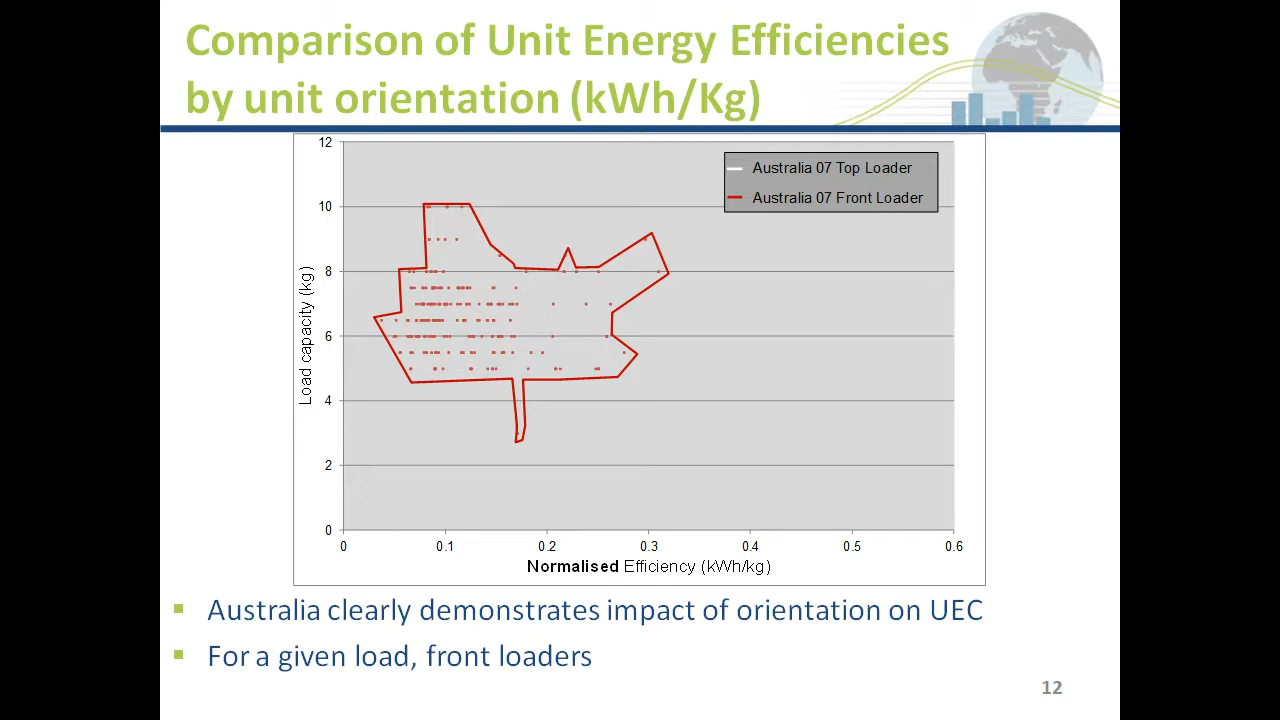 Comparison of Unit Energy Efficiencies
by unit orientation (kWh/Kg)
12
Australia 07 Top Loader
Australia 07 Front Loader
10
8
6
4
2
0
Load capacity (kg)
0 0.1 0.2 0.3 0.4 0.5 0.6
Normalised Efficiency (kWh/kg)
Australia clearly demonstrates impact of orientation on UEC
For a given load, front loaders
12